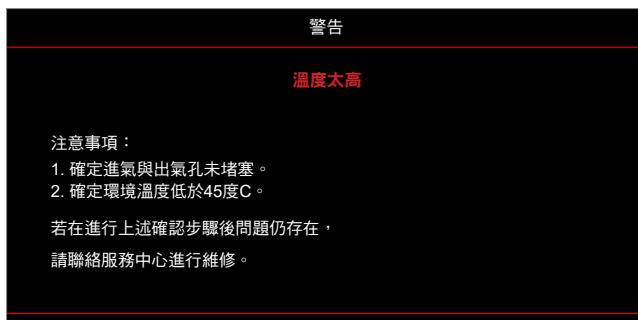 警告
溫度太高
注意事項：
1. 確定進氣與出氣孔未堵塞。
2. 確定環境溫度低於45度C。
若在進行上述確認步驟後問題仍存在，
請聯絡服務中心進行維修。